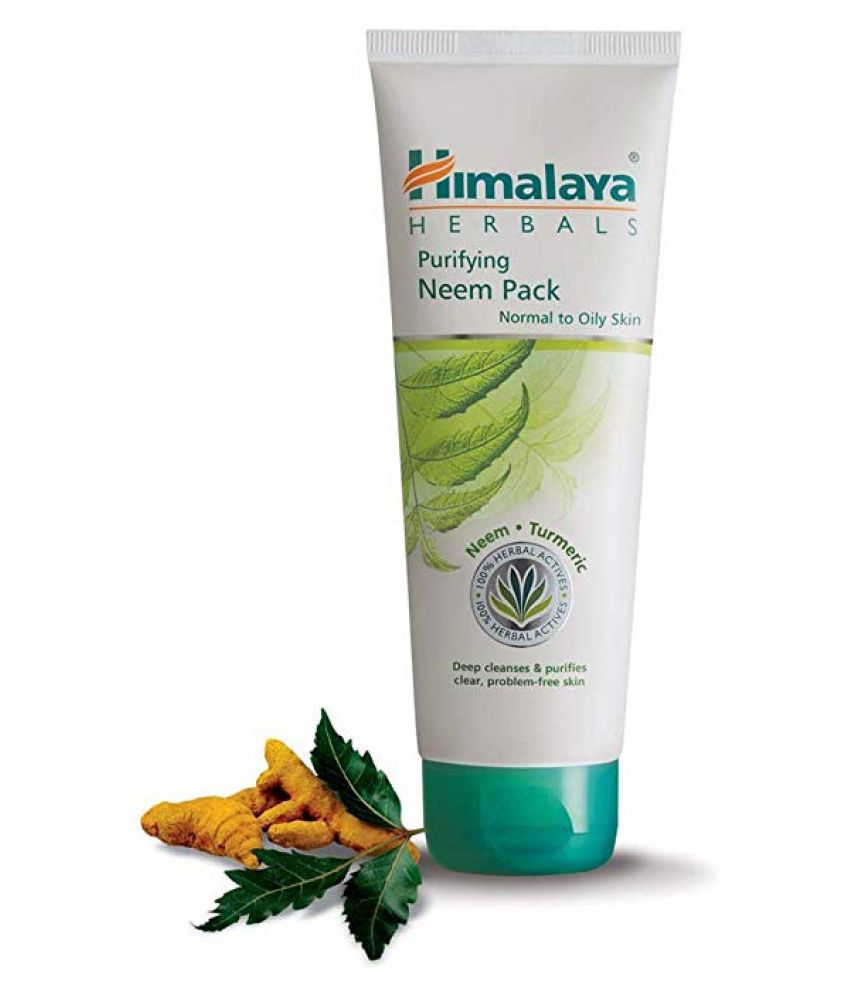 Himalaya®
HERBALS
Purifying
Neem Pack
Normal to Oily Skin
Neem • Turmeric
100% HERBAL ACTIVES •
100% HERBAL ACTIVES •
Deep cleanses & purifies
clear, problem-free skin